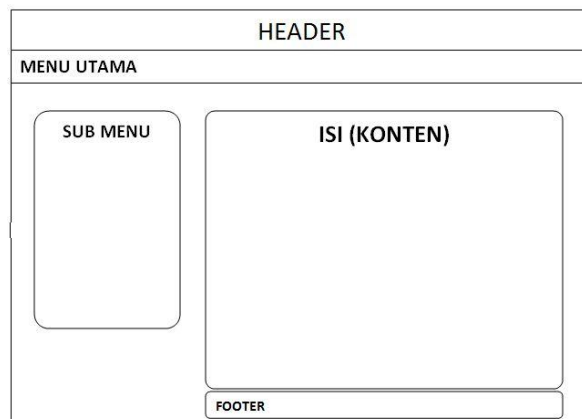 HEADER
MENU UTAMA
SUB MENU
ISI (KONTEN)
FOOTER